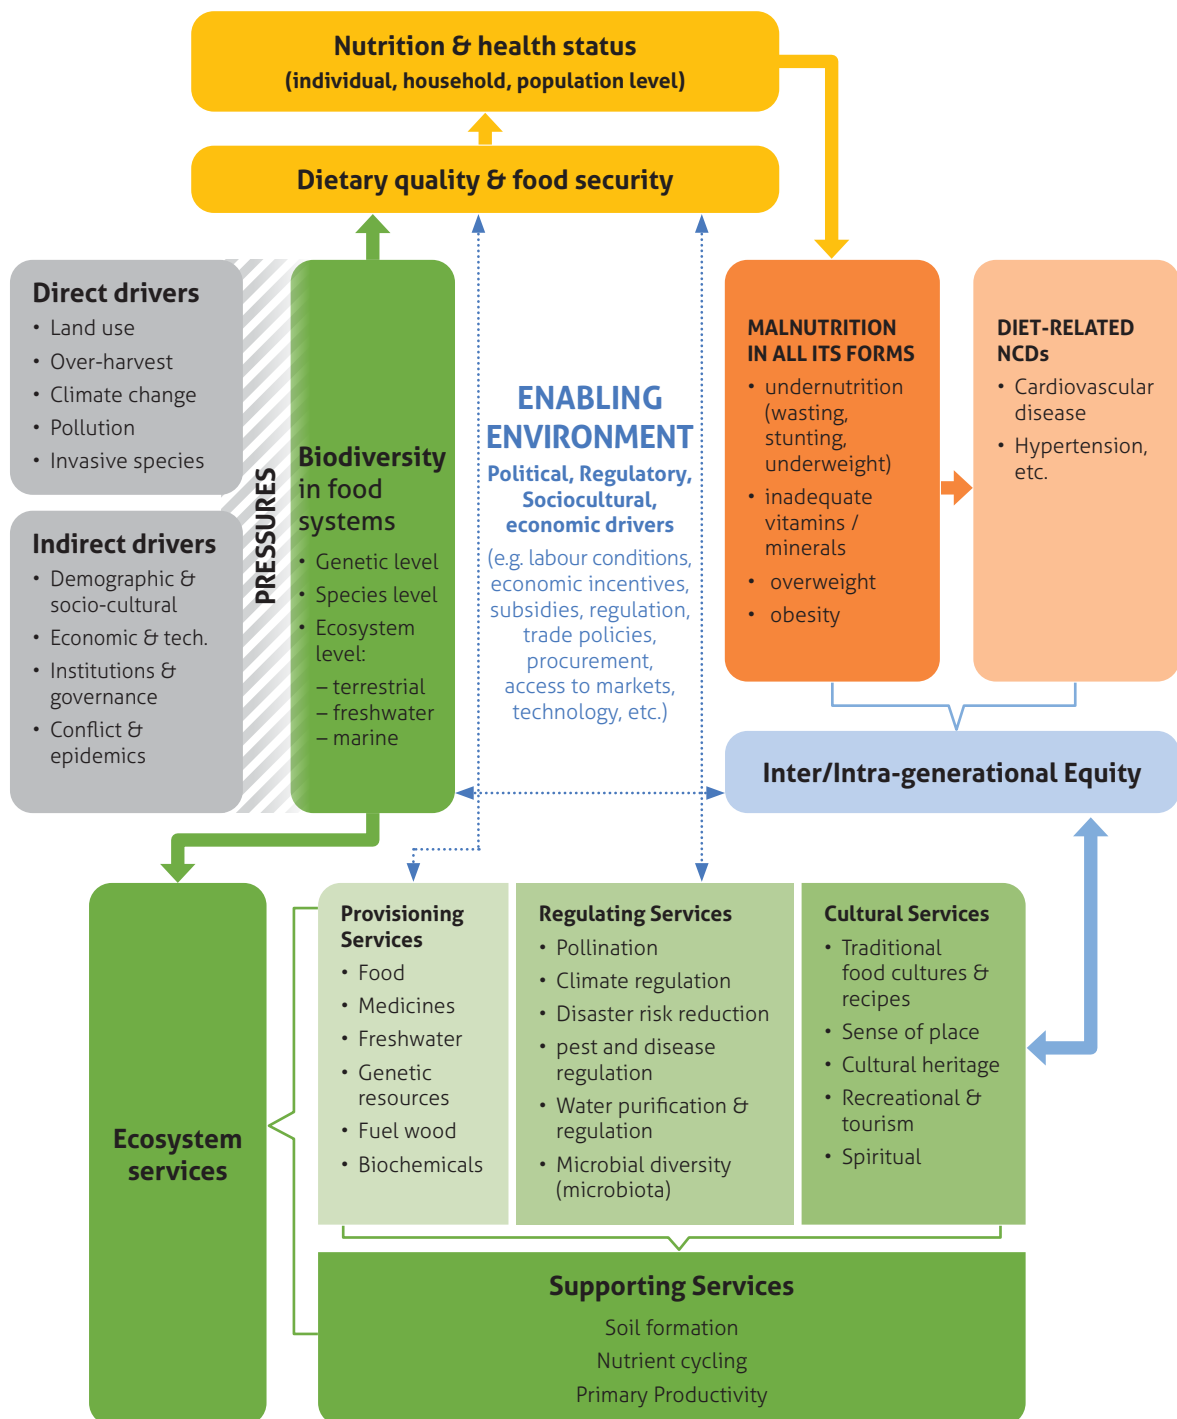 Nutrition & health status
(individual, household, population level)
Dietary quality & food security
Direct drivers
• Land use
• Over-harvest
• Climate change
• Pollution
• Invasive species
Indirect drivers
• Demographic &
socio-cultural
• Economic & tech.
• Institutions &
governance
• Conflict &
epidemics
PRESSURES
Biodiversity
in food
systems
• Genetic level
• Species level
• Ecosystem
level:
– terrestrial
– freshwater
– marine
ENABLING
ENVIRONMENT
Political, Regulatory,
Sociocultural,
economic drivers
(e.g. labour conditions,
economic incentives,
subsidies, regulation,
trade policies,
procurement,
access to markets,
technology, etc.)
MALNUTRITION
IN ALL ITS FORMS
• undernutrition
(wasting,
stunting,
underweight)
• inadequate
vitamins /
minerals
• overweight
• obesity
DIET-RELATED
NCDs
• Cardiovascular
disease
• Hypertension,
etc.
Inter/Intra-generational Equity
Ecosystem
services
Provisioning
Services
• Food
• Medicines
• Freshwater
• Genetic
resources
• Fuel wood
• Biochemicals
Regulating Services
• Pollination
• Climate regulation
• Disaster risk reduction
• pest and disease
regulation
• Water purification &
regulation
• Microbial diversity
(microbiota)
Cultural Services
• Traditional
food cultures &
recipes
• Sense of place
• Cultural heritage
• Recreational &
tourism
• Spiritual
Supporting Services
Soil formation
Nutrient cycling
Primary Productivity